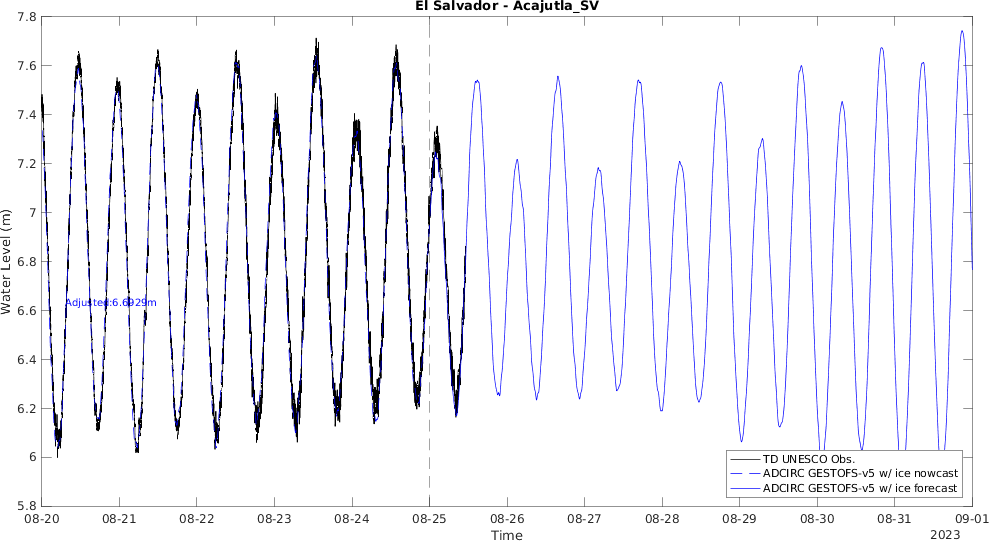 El Salvador - Acajutla_SV
7.8
7.6
7.4
7.2
7
6.8
6.6
6.4
6.2
6
5.8
Water Level (m)
Adjusted:6.6929m
TD UNESCO Obs.
ADCIRC GESTOFS-v5 w/ ice nowcast
ADCIRC GESTOFS-v5 w/ ice forecast
08-20 08-21 08-22 08-23 08-24 08-25 08-26 08-27 08-28 08-29 08-30 08-31 09-01
Time
2023